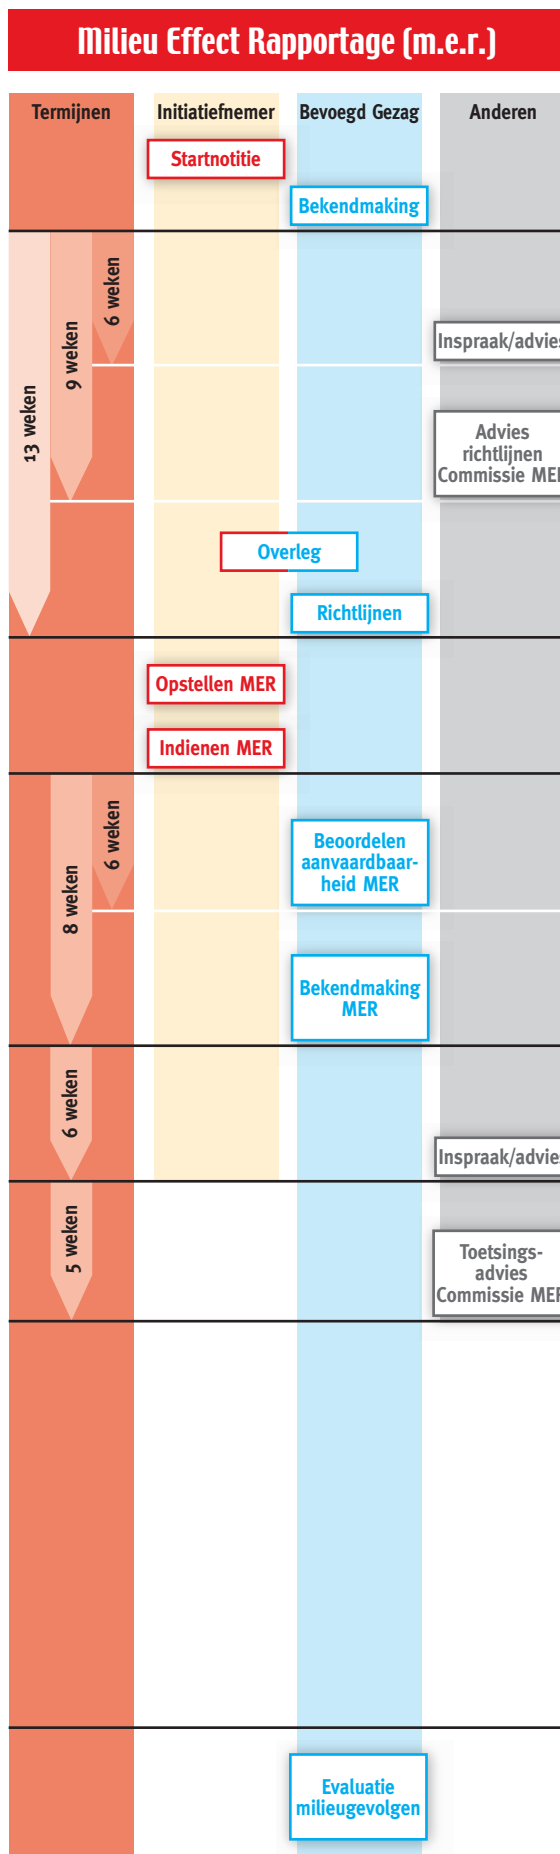 Milieu Effect Rapportage (m.e.r.)
Termijnen
Initiatiefnemer
Bevoegd Gezag
Anderen
Startnotitie
Bekendmaking
6 weken
9 weken
13 weken
Inspraak/advies
Advies
richtlijnen
Commissie MER
Overleg
Richtlijnen
Opstellen MER
Indienen MER
6 weken
8 weken
Beoordelen
aanvaardbaar-
heid MER
Bekendmaking
MER
6 weken
Inspraak/advies
5 weken
Toetsings-
advies
Commissie MER
Evaluatie
milieugevolgen